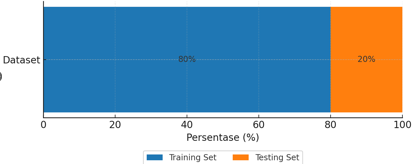 Dataset
80%
20%
0 20 40 60 80 100
Persentase (%)
Training Set Testing Set